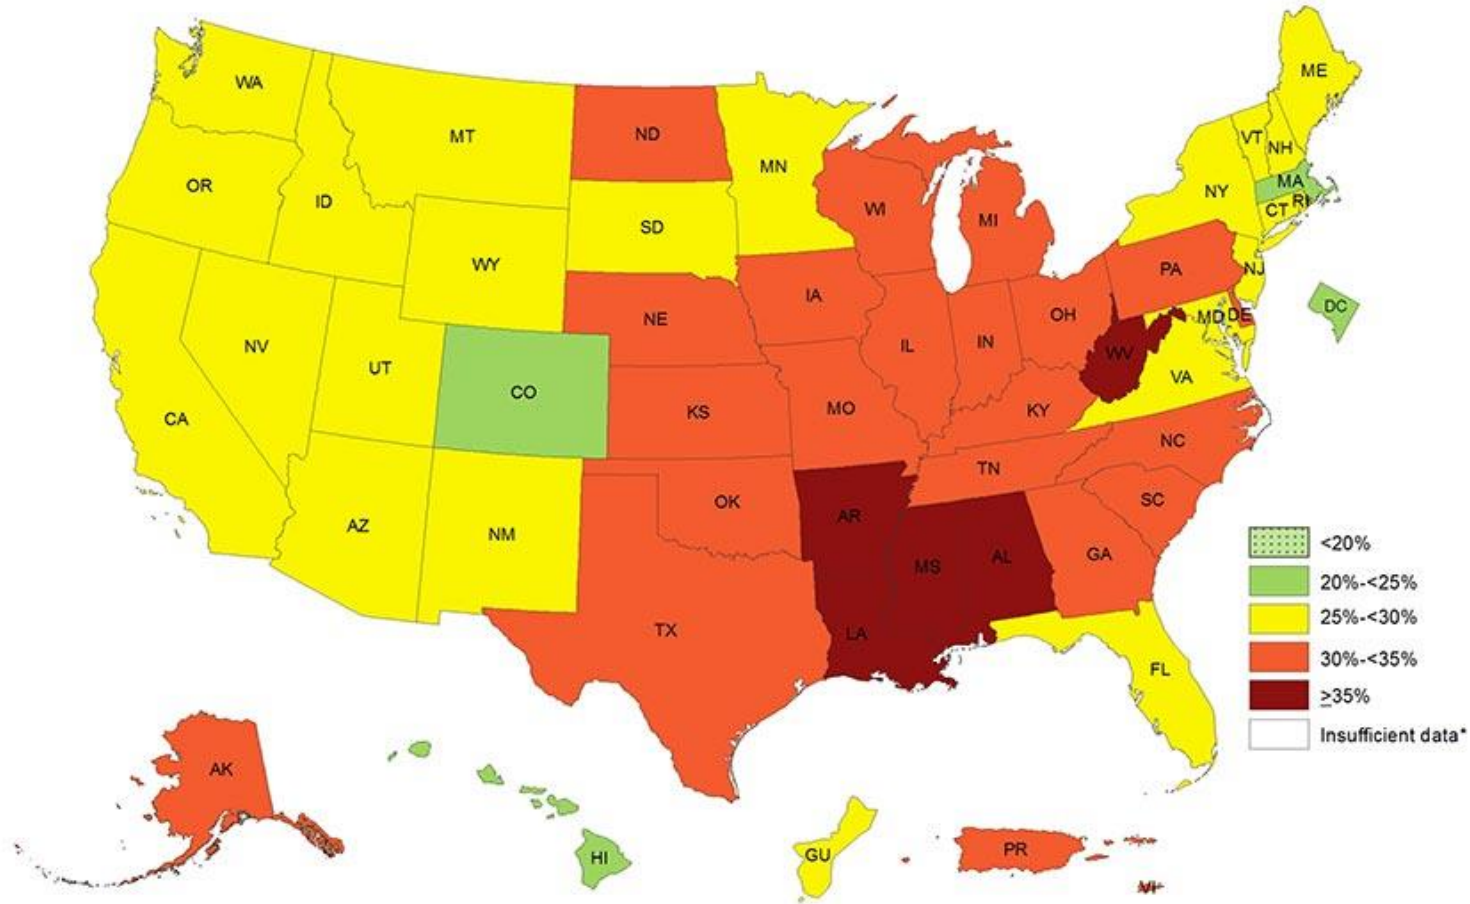 ME
WA
MT
ND
VT
NH
MN
OR
MA
NY
ID
RI
WI
CT
MI
SD
WY
PA
NJ
IA
DC
OH
MD
DE
NE
IN
IL
NV
WV
UT
VA
CO
MO
KS
KY
CA
NC
TN
SC
OK
AR
AZ
NM
<20%
GA
AL
MS
20%-<25%
25%-<30%
TX
LA
30%-<35%
FL
≥35%
Insufficient data*
AK
PR
GU
HI
VI